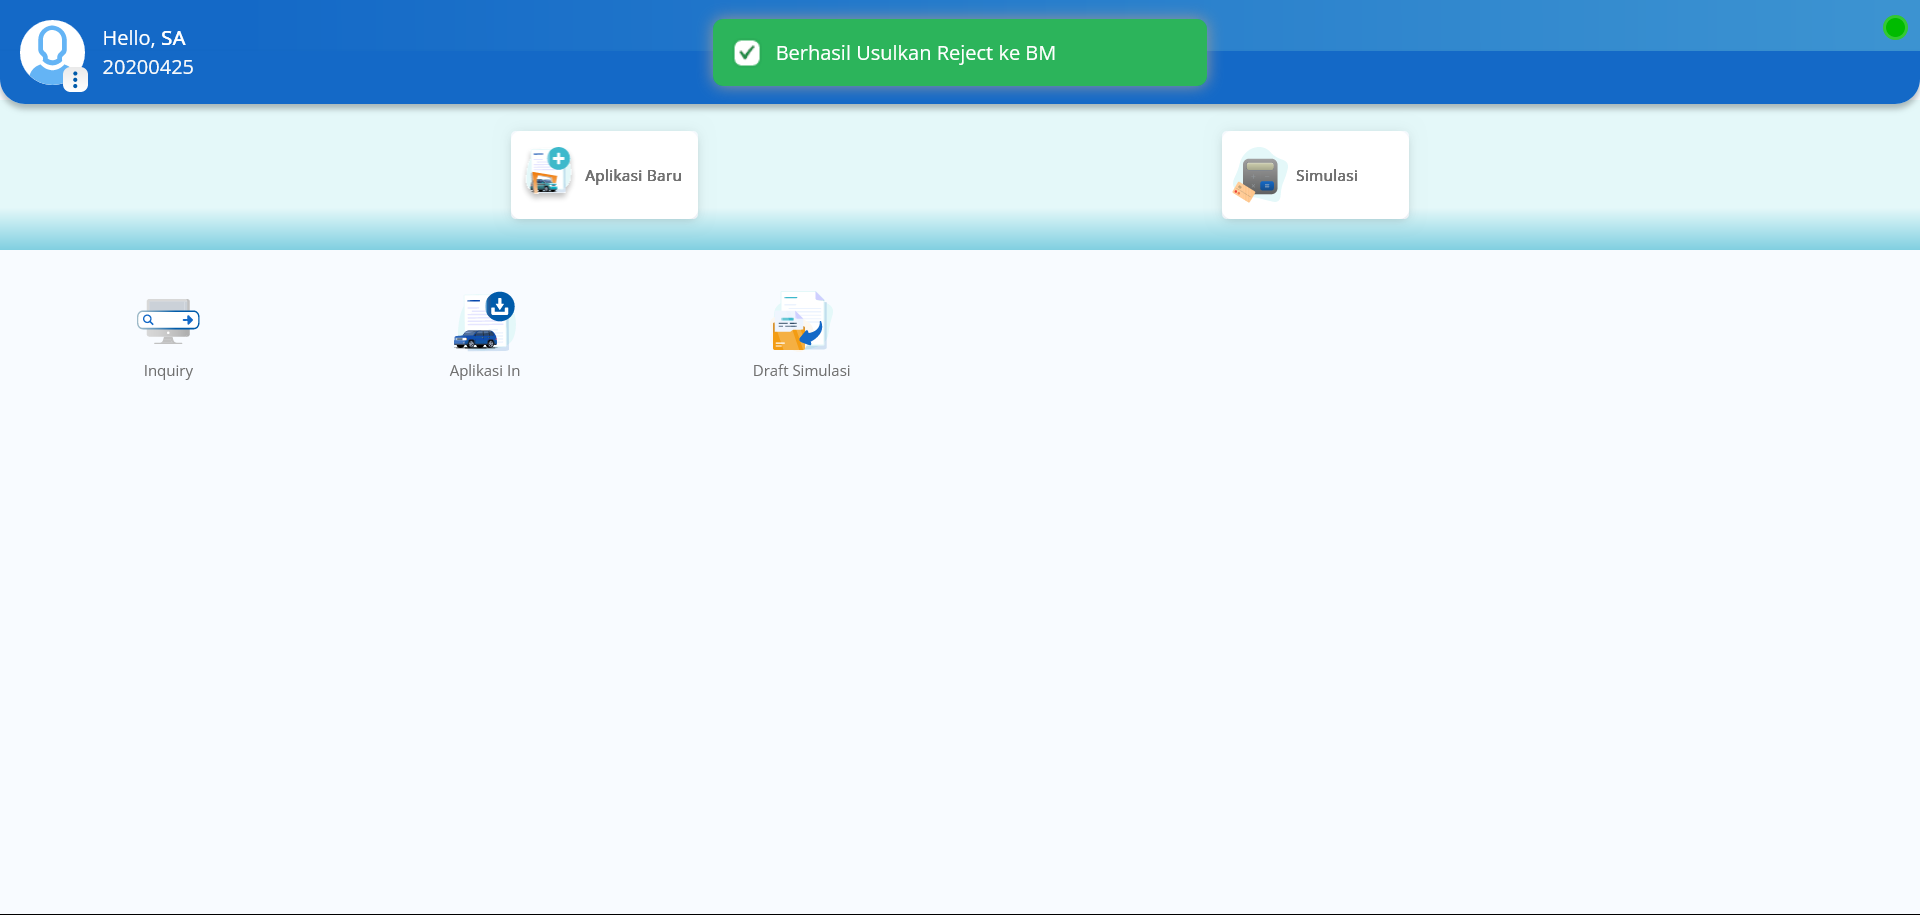 Hello, SA
20200425
Berhasil Usulkan Reject ke BM
Aplikasi Baru
Simulasi
Inquiry
Aplikasi In
Draft Simulasi